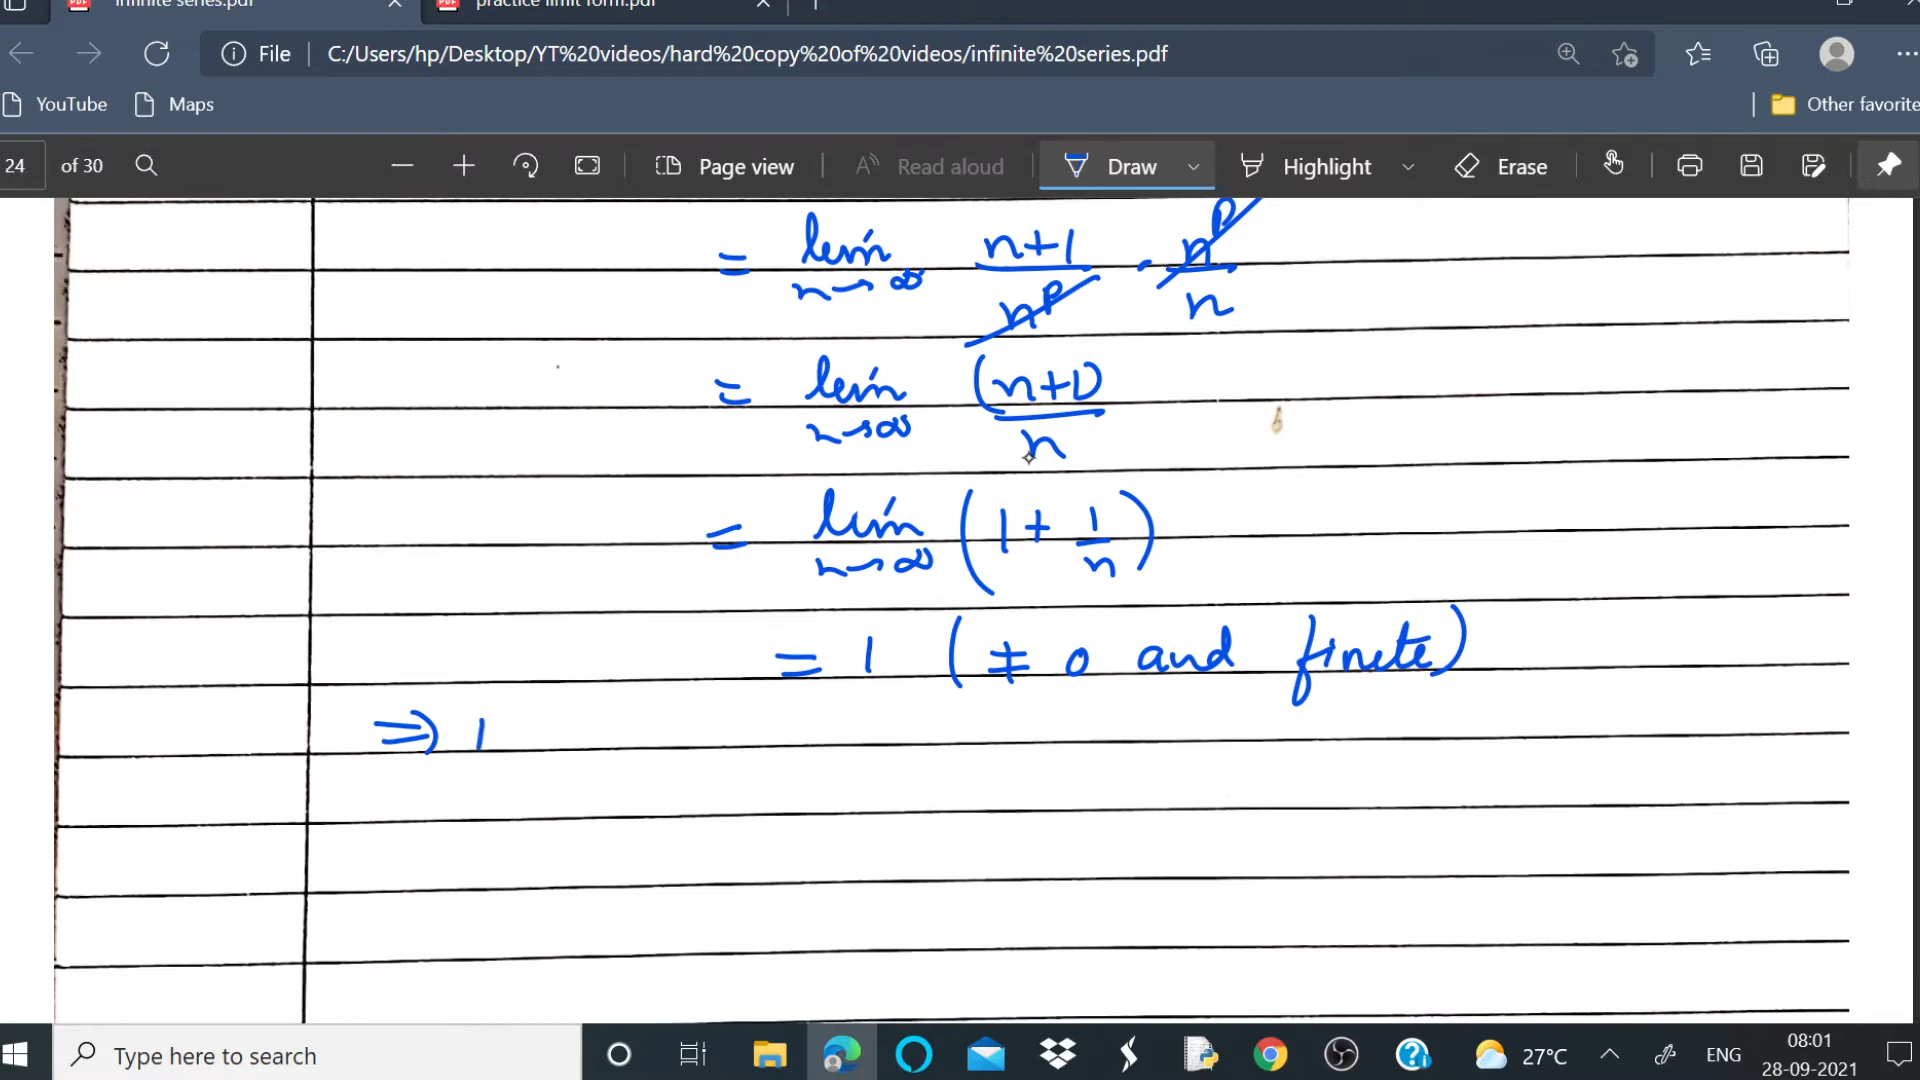 infinite series.pdf
practice limit form.pdf
File C:/Users/hp/Desktop/YT%20videos/hard%20copy%20of%20videos/infinite%20series.pdf
YouTube Maps Other favorite
24 of 30 Page view Read aloud Draw Highlight Erase
= lim n→∞ n+1/n^p · n^p/n
= lim n→∞ (n+1)/n
= lim n→∞ (1 + 1/n)
= 1 (≠ 0 and finite)
⇒ 1
Type here to search 27°C ENG 08:01
28-09-2021